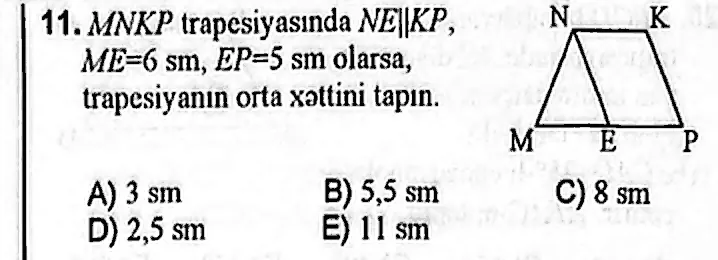 11. MNKP trapesiyasında NE||KP,
ME=6 sm, EP=5 sm olarsa,
trapesiyanın orta xəttini tapın.
N K
M E P
A) 3 sm B) 5,5 sm C) 8 sm
D) 2,5 sm E) 11 sm